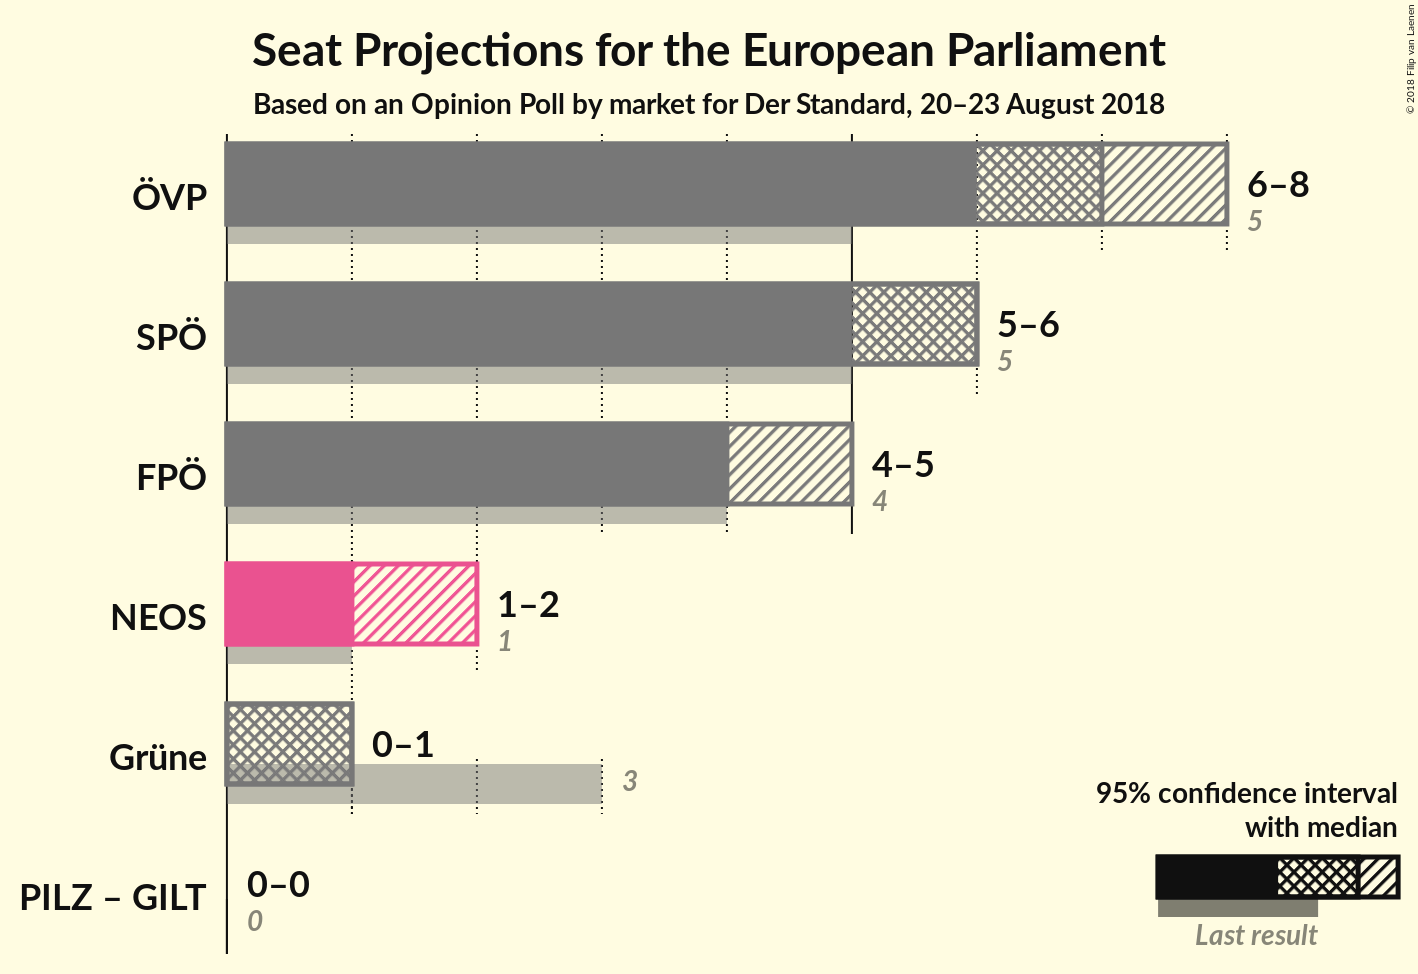 Seat Projections for the European Parliament
Based on an Opinion Poll by market for Der Standard, 20–23 August 2018
© 2018 Filip van Laenen
ÖVP
6–8
5
SPÖ
5–6
5
FPÖ
4–5
4
NEOS
1–2
1
Grüne
0–1
3
PILZ – GILT
0–0
0
95% confidence interval
with median
Last result